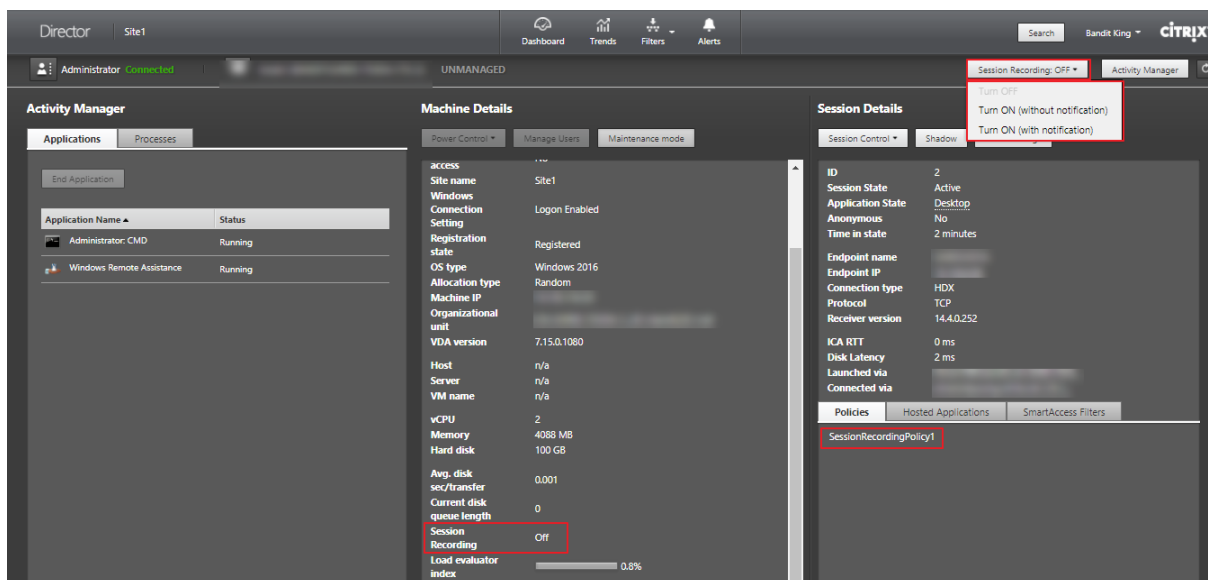 Director Site1
Dashboard Trends Filters Alerts
Search Bandit King CITRIX
Administrator Connected UNMANAGED
Session Recording: OFF Activity Manager
Turn OFF
Turn ON (without notification)
Turn ON (with notification)
Activity Manager
Applications Processes
End Application
Application Name Status
Administrator: CMD Running
Windows Remote Assistance Running
Machine Details
Power Control Manage Users Maintenance mode
access No
Site name Site1
Windows
Connection Logon Enabled
Setting
Registration
state Registered
OS type Windows 2016
Allocation type Random
Machine IP
Organizational
unit
VDA version 7.15.0.1080
Host n/a
Server n/a
VM name n/a
vCPU 2
Memory 4088 MB
Hard disk 100 GB
Avg. disk
sec/transfer 0.001
Current disk
queue length 0
Session
Recording Off
Load evaluator
index 0.8%
Session Details
Session Control Shadow
ID 2
Session State Active
Application State Desktop
Anonymous No
Time in state 2 minutes
Endpoint name
Endpoint IP
Connection type HDX
Protocol TCP
Receiver version 14.4.0.252
ICA RTT 0 ms
Disk Latency 2 ms
Launched via
Connected via
Policies Hosted Applications SmartAccess Filters
SessionRecordingPolicy1